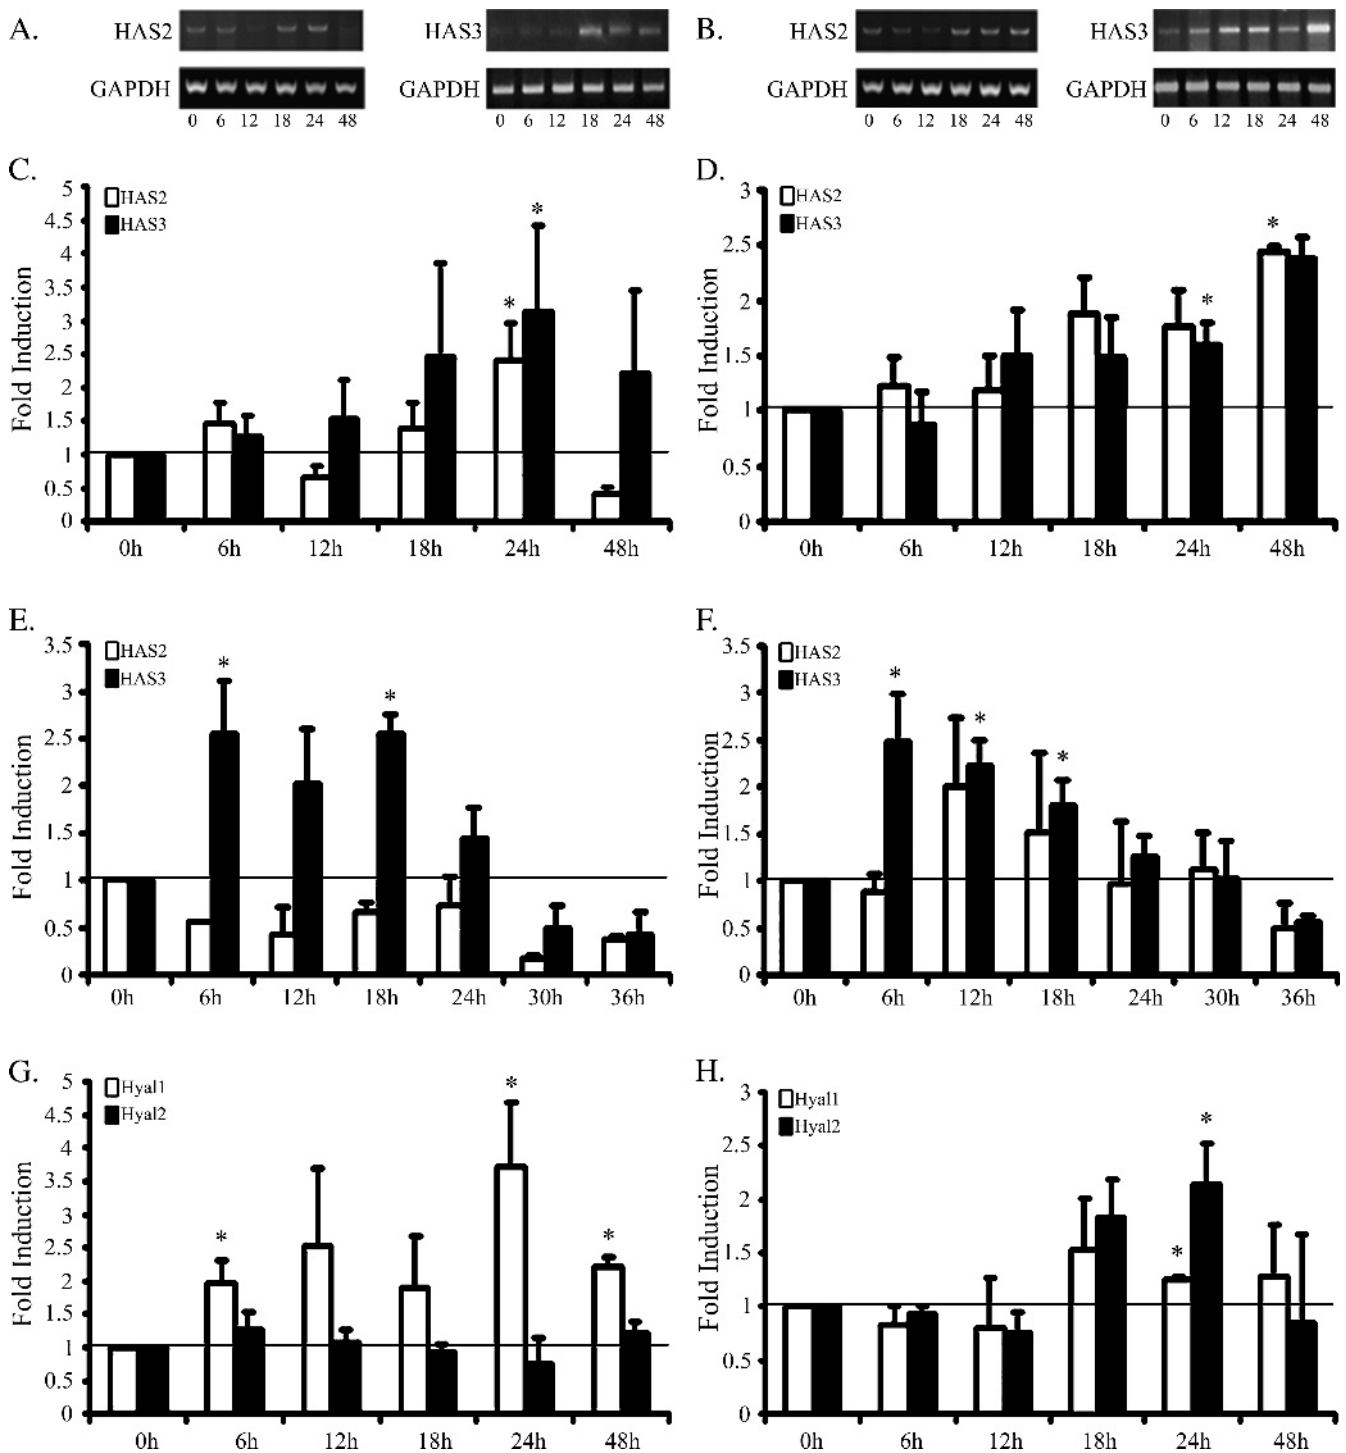 A. HAS2 HAS3 B. HAS2 HAS3
GAPDH GAPDH GAPDH GAPDH
0 6 12 18 24 48 0 6 12 18 24 48 0 6 12 18 24 48 0 6 12 18 24 48
C.
Fold Induction
5
4.5
4
3.5
3
2.5
2
1.5
1
0.5
0
HAS2
HAS3
* *
0h 6h 12h 18h 24h 48h
D.
Fold Induction
3
2.5
2
1.5
1
0.5
0
HAS2
HAS3
* *
0h 6h 12h 18h 24h 48h
E.
Fold Induction
3.5
3
2.5
2
1.5
1
0.5
0
HAS2
HAS3
* *
0h 6h 12h 18h 24h 30h 36h
F.
Fold Induction
3.5
3
2.5
2
1.5
1
0.5
0
HAS2
HAS3
* * *
0h 6h 12h 18h 24h 30h 36h
G.
Fold Induction
5
4.5
4
3.5
3
2.5
2
1.5
1
0.5
0
Hyal1
Hyal2
* * *
0h 6h 12h 18h 24h 48h
H.
Fold Induction
3
2.5
2
1.5
1
0.5
0
Hyal1
Hyal2
* *
0h 6h 12h 18h 24h 48h